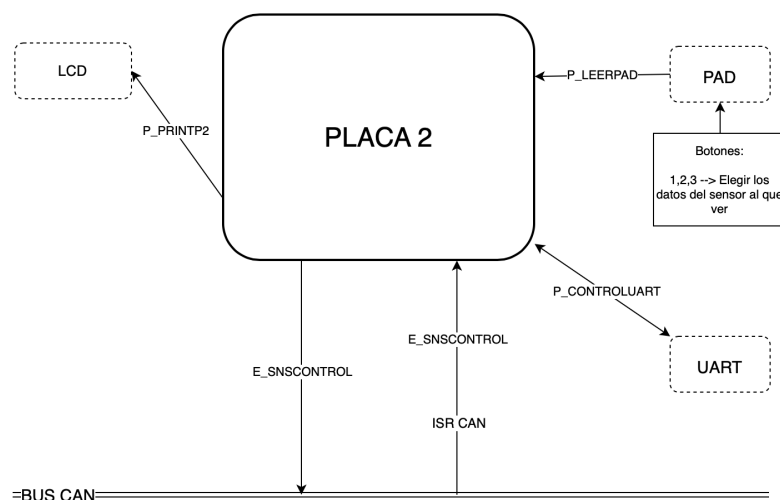 LCD
P_PRINTP2
PLACA 2
P_LEERPAD
PAD
Botones:
1,2,3 --> Elegir los
datos del sensor al que
ver
P_CONTROLUART
UART
E_SNSCONTROL
E_SNSCONTROL
ISR CAN
BUS CAN